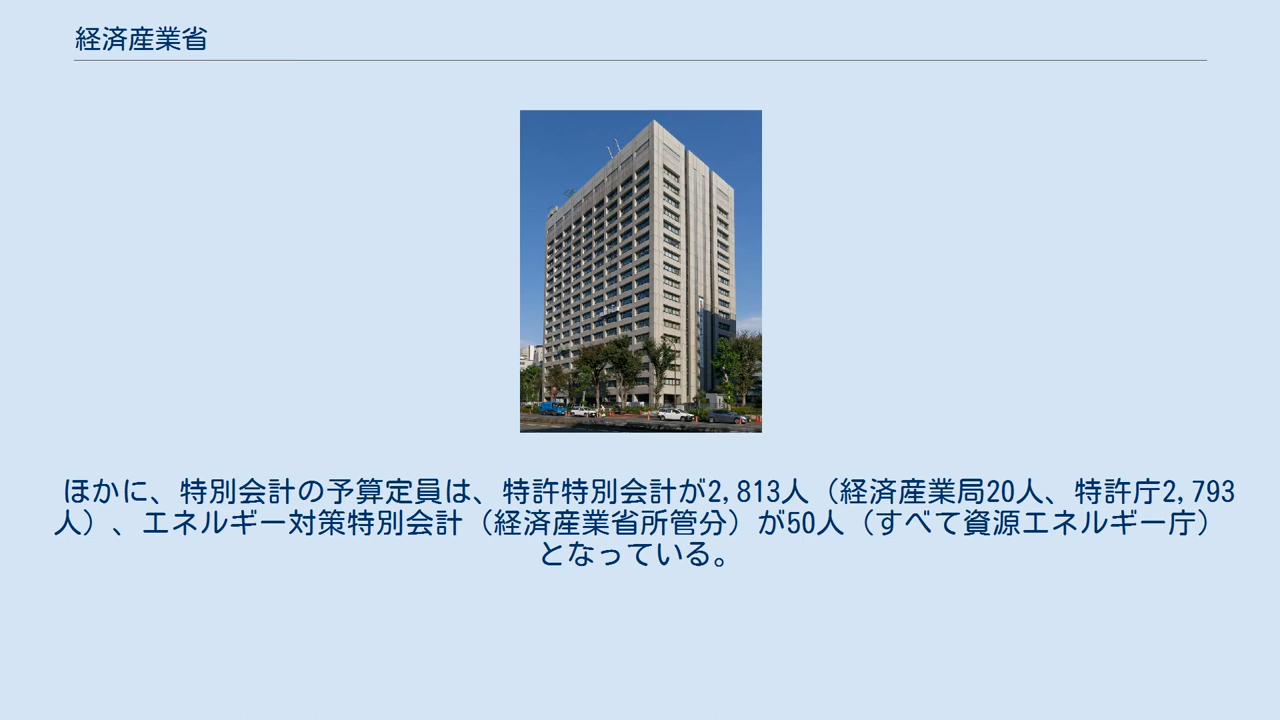 経済産業省
ほかに、特別会計の予算定員は、特許特別会計が2,813人（経済産業局20人、特許庁2,793
人）、エネルギー対策特別会計（経済産業省所管分）が50人（すべて資源エネルギー庁）
となっている。